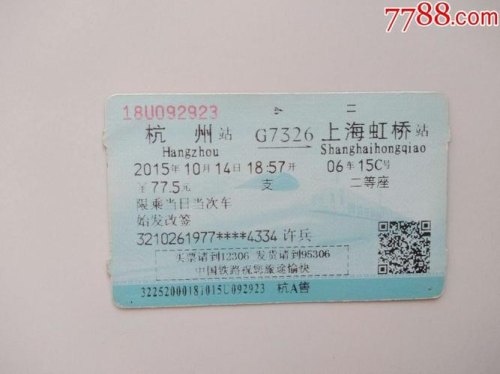 7788.com
18U092923
杭 州站 G7326 上海虹桥站
Hangzhou Shanghaihongqiao
2015年10月14日18:57开 06车15C号
¥77.5元 支 二等座
限乘当日当次车
始发改签
3210261977****4334 许兵
欠票请到12306 发货请到95306
中国铁路祝您旅途愉快
32252000181015U092923 杭A售